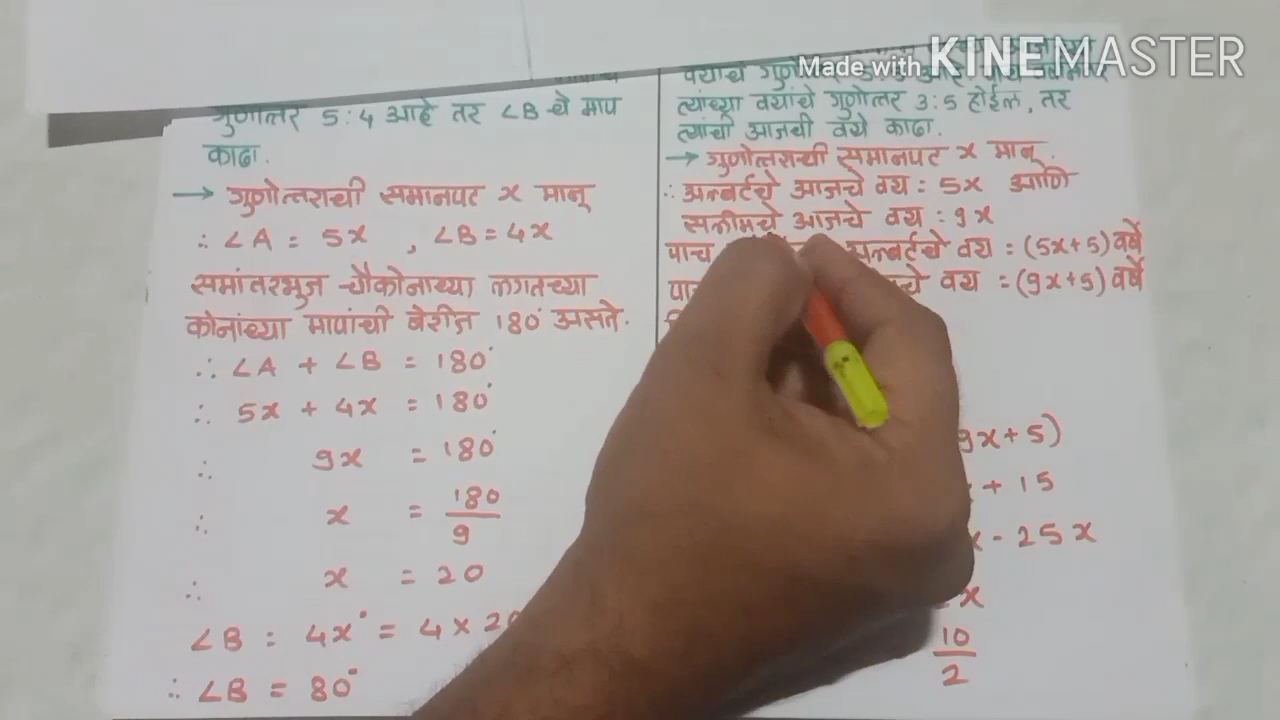 Made with KINEMASTER
गुणोत्तर 5:4 आहे तर ∠B चे माप
काढा.
→ गुणोत्तराची समानपट x मानू
∴ ∠A = 5x , ∠B = 4x
समांतरभुज चौकोनाच्या लगतच्या
कोनांच्या मापांची बेरीज 180° असते.
∴ ∠A + ∠B = 180°
∴ 5x + 4x = 180°
∴ 9x = 180°
∴ x = 180/9
∴ x = 20
∠B = 4x° = 4 × 20
∴ ∠B = 80°
वयाचे
त्यांच्या वयांचे गुणोत्तर 3:5 होईल, तर
त्यांची आजची वये काढा.
→ गुणोत्तराची समानपट x मानू.
∴ अल्बर्टचे आजचे वय = 5x आणि
सलीमचे आजचे वय = 9x
पाच अल्बर्टचे वय = (5x+5) वर्षे
वय = (9x+5) वर्षे
9x+5)
+ 15
x - 25x
x
10/2